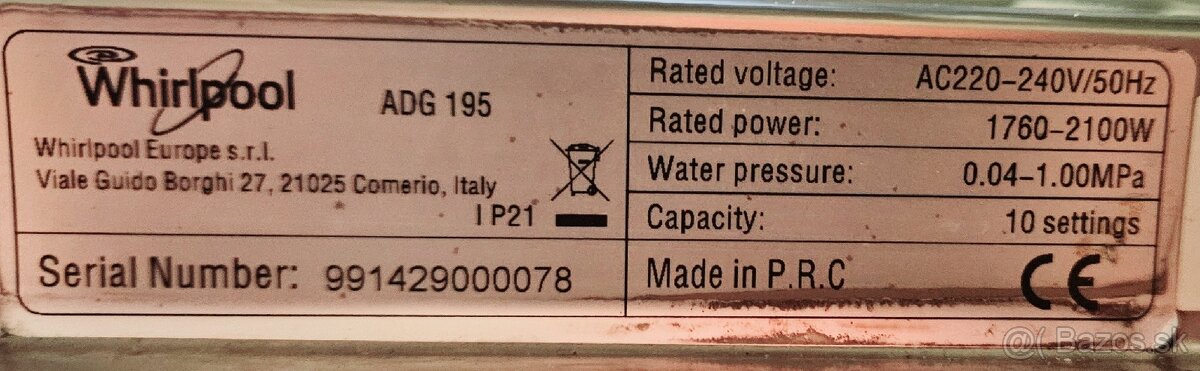 Whirlpool
ADG 195
Whirlpool Europe s.r.l.
Viale Guido Borghi 27, 21025 Comerio, Italy
I P21
Serial Number: 991429000078
Rated voltage: AC220-240V/50Hz
Rated power: 1760-2100W
Water pressure: 0.04-1.00MPa
Capacity: 10 settings
Made in P.R.C
CE
@( Bazos.sk